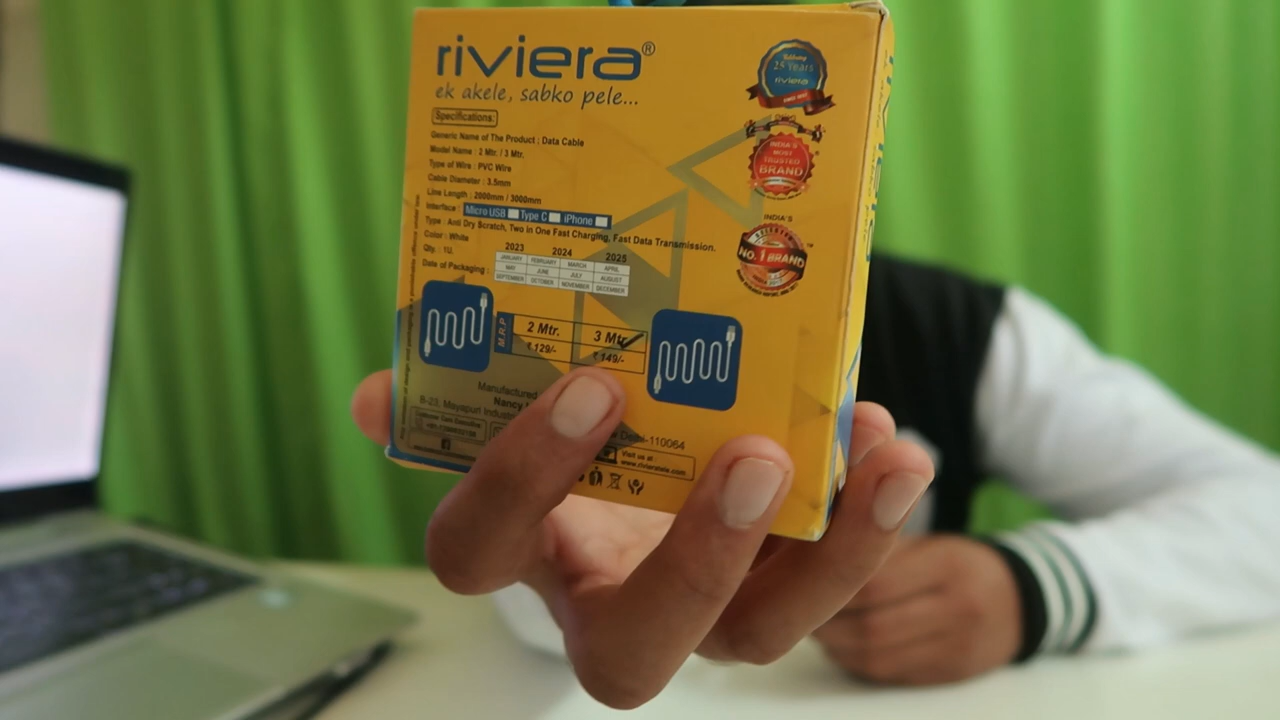 riviera®
ek akele, sabko pele...
Specifications:
Generic Name of The Product : Data Cable
Model Name : 2 Mtr. / 3 Mtr.
Type of Wire : PVC Wire
Cable Diameter : 3.5mm
Line Length : 2000mm / 3000mm
Interface : Micro USB Type C iPhone
Type : Anti Dry Scratch, Two in One Fast Charging, Fast Data Transmission.
Color : White
Qty. : 1U.
Date of Packaging :
2023 2024 2025
JANUARY FEBRUARY MARCH APRIL
MAY JUNE JULY AUGUST
SEPTEMBER OCTOBER NOVEMBER DECEMBER
M.R.P 2 Mtr. 3 Mtr.
₹129/- ₹149/-
Manufactured
Nancy
B-23, Mayapuri
Delhi-110064
Visit us at :
25 Years
riviera
INDIA'S
MOST
TRUSTED
BRAND
INDIA'S
NO. 1 BRAND